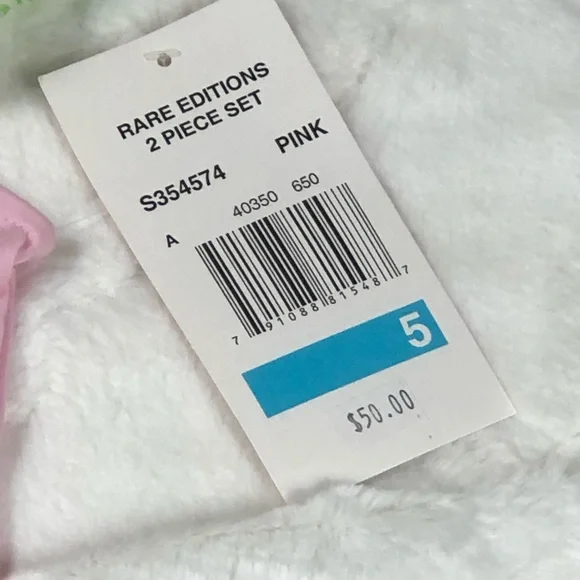 RARE EDITIONS
2 PIECE SET
PINK
S354574
40350 650
A
7 91088 81548 7
5
$50.00